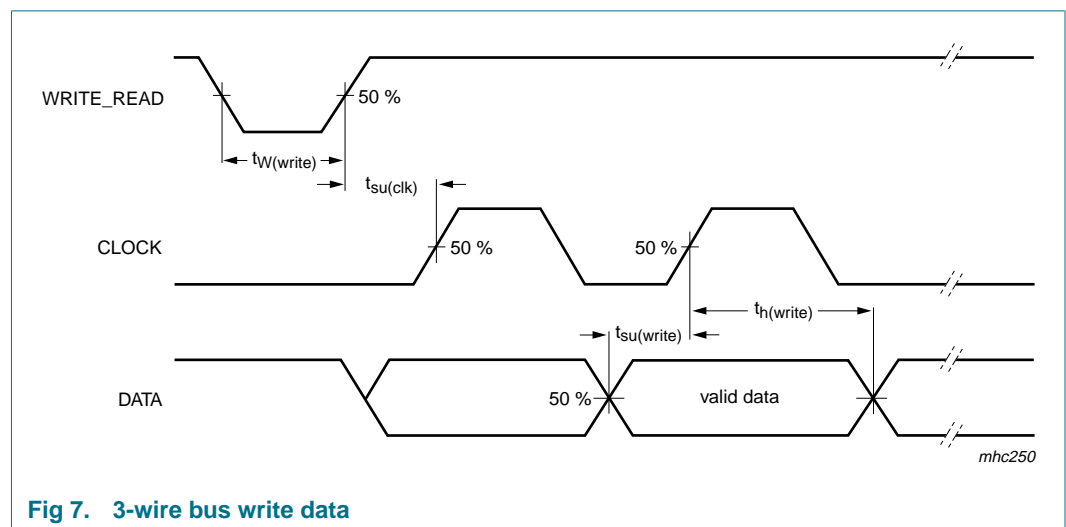 WRITE_READ
50 %
tW(write)
tsu(clk)
CLOCK
50 %
50 %
th(write)
tsu(write)
DATA
50 %
valid data
mhc250
Fig 7. 3-wire bus write data